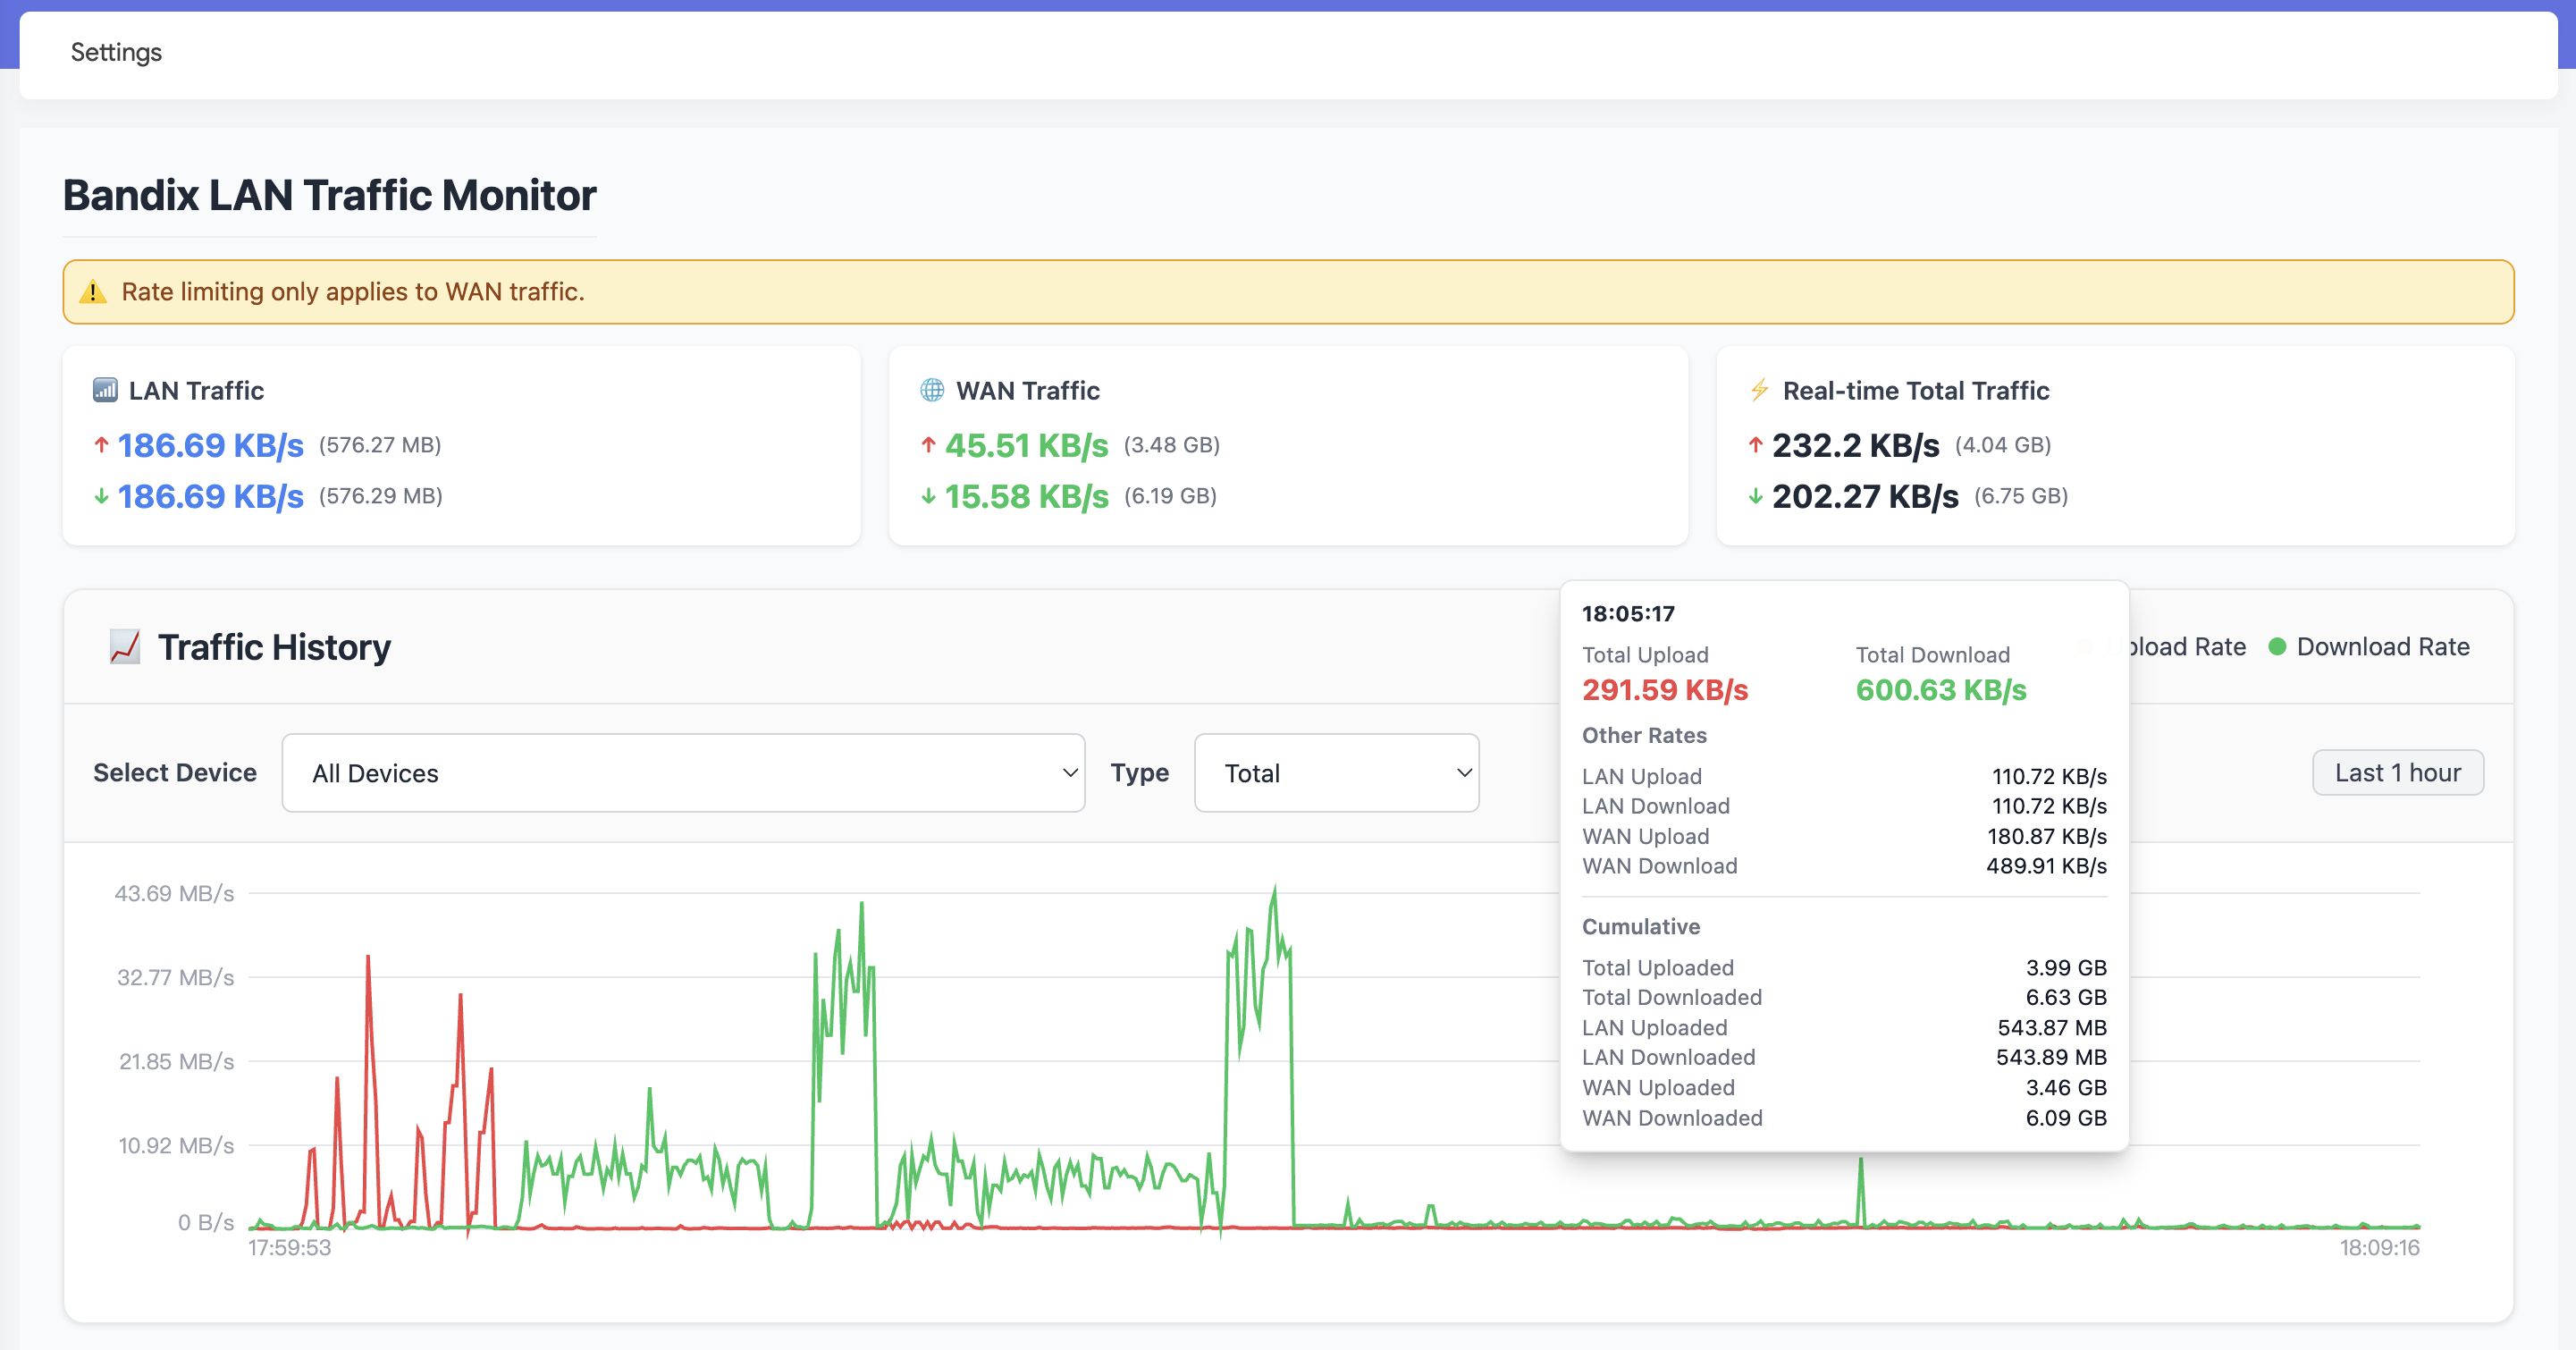 Settings
Bandix LAN Traffic Monitor
Rate limiting only applies to WAN traffic.
LAN Traffic
↑ 186.69 KB/s (576.27 MB)
↓ 186.69 KB/s (576.29 MB)
WAN Traffic
↑ 45.51 KB/s (3.48 GB)
↓ 15.58 KB/s (6.19 GB)
Real-time Total Traffic
↑ 232.2 KB/s (4.04 GB)
↓ 202.27 KB/s (6.75 GB)
Traffic History
Rate
Download Rate
Select Device
All Devices
Type
Total
Last 1 hour
18:05:17
Total Upload Total Download
291.59 KB/s 600.63 KB/s
Other Rates
LAN Upload 110.72 KB/s
LAN Download 110.72 KB/s
WAN Upload 180.87 KB/s
WAN Download 489.91 KB/s
Cumulative
Total Uploaded 3.99 GB
Total Downloaded 6.63 GB
LAN Uploaded 543.87 MB
LAN Downloaded 543.89 MB
WAN Uploaded 3.46 GB
WAN Downloaded 6.09 GB
43.69 MB/s
32.77 MB/s
21.85 MB/s
10.92 MB/s
0 B/s
17:59:53
18:09:16